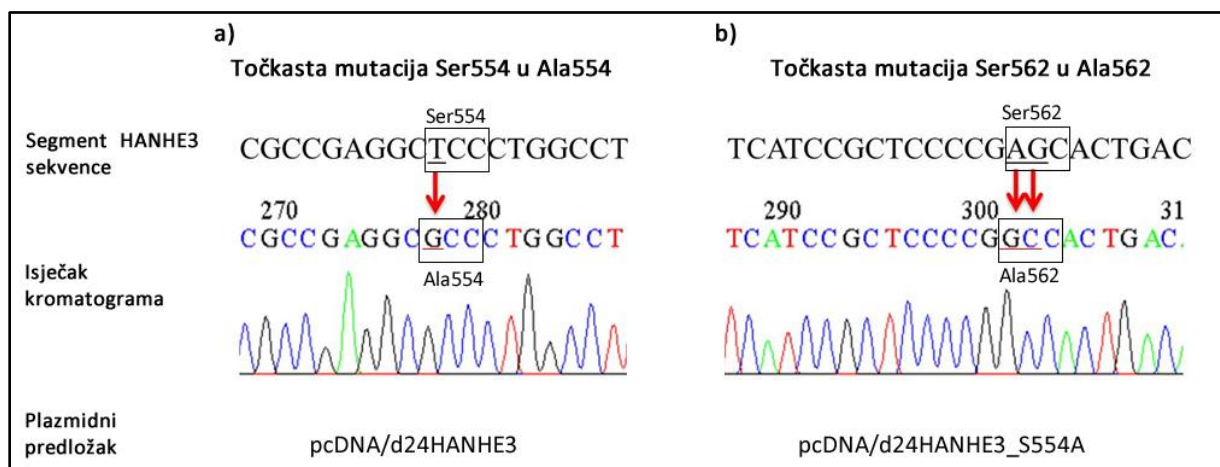 a)
b)
Točkasta mutacija Ser554 u Ala554
Točkasta mutacija Ser562 u Ala562
Segment HANHE3
sekvence
Ser554
CGCCGAGGCTCCCTGGCCT
Ser562
TCATCCGCTCCCCGAGCACTGAC
270
280
CGCCGAGGCGCCCTGGCCT
Ala554
290
300
31
TCATCCGCTCCCCGGCCACTGAC.
Ala562
Isječak
kromatograma
Plazmidni
predložak
pcDNA/d24HANHE3
pcDNA/d24HANHE3_S554A